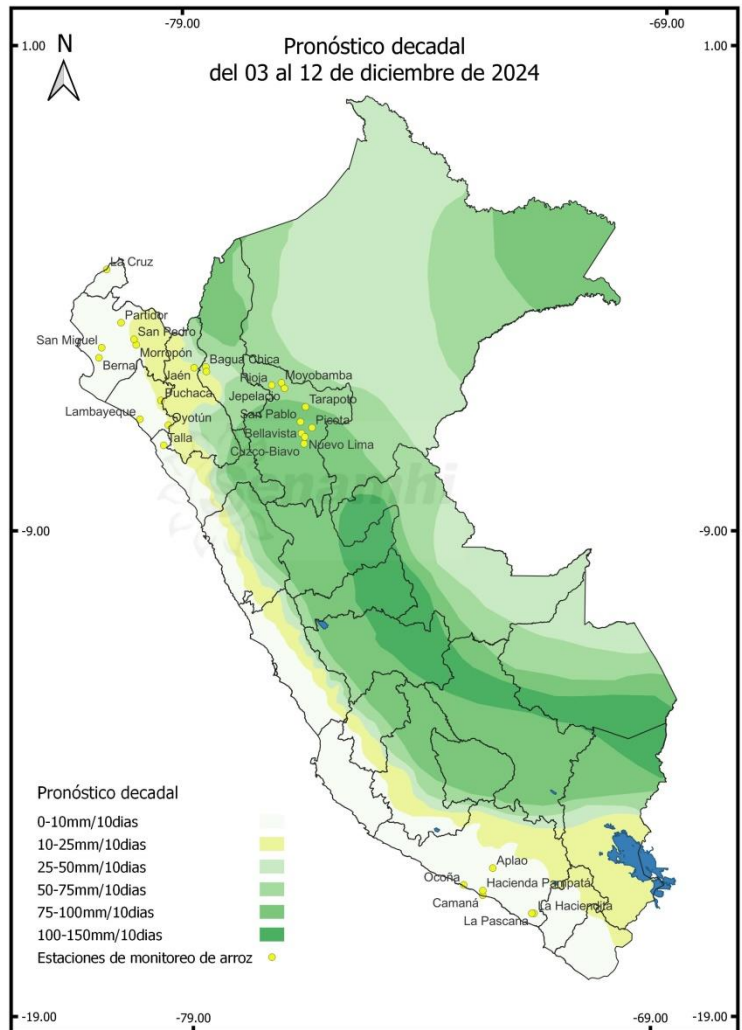 -79.00
-69.00
1.00
1.00
N
Pronóstico decadal
del 03 al 12 de diciembre de 2024
La Cruz
Partidor
San Pedro
San Miguel
Morropón
Bernal
Jaén
Bagua Chica
Rioja
Moyobamba
Puchaca
Jepelacio
Tarapoto
Lambayeque
Oyotún
San Pablo
Picota
Talla
Bellavista
Nuevo Lima
Cuzco-Biavo
Senamhi
-9.00
-9.00
Pronóstico decadal
0-10mm/10dias
10-25mm/10dias
25-50mm/10dias
50-75mm/10dias
75-100mm/10dias
100-150mm/10dias
Estaciones de monitoreo de arroz
Aplao
Ocoña
Hacienda Pampatá
Camaná
La Haciendita
La Pascana
-19.00
-19.00
-79.00
-69.00